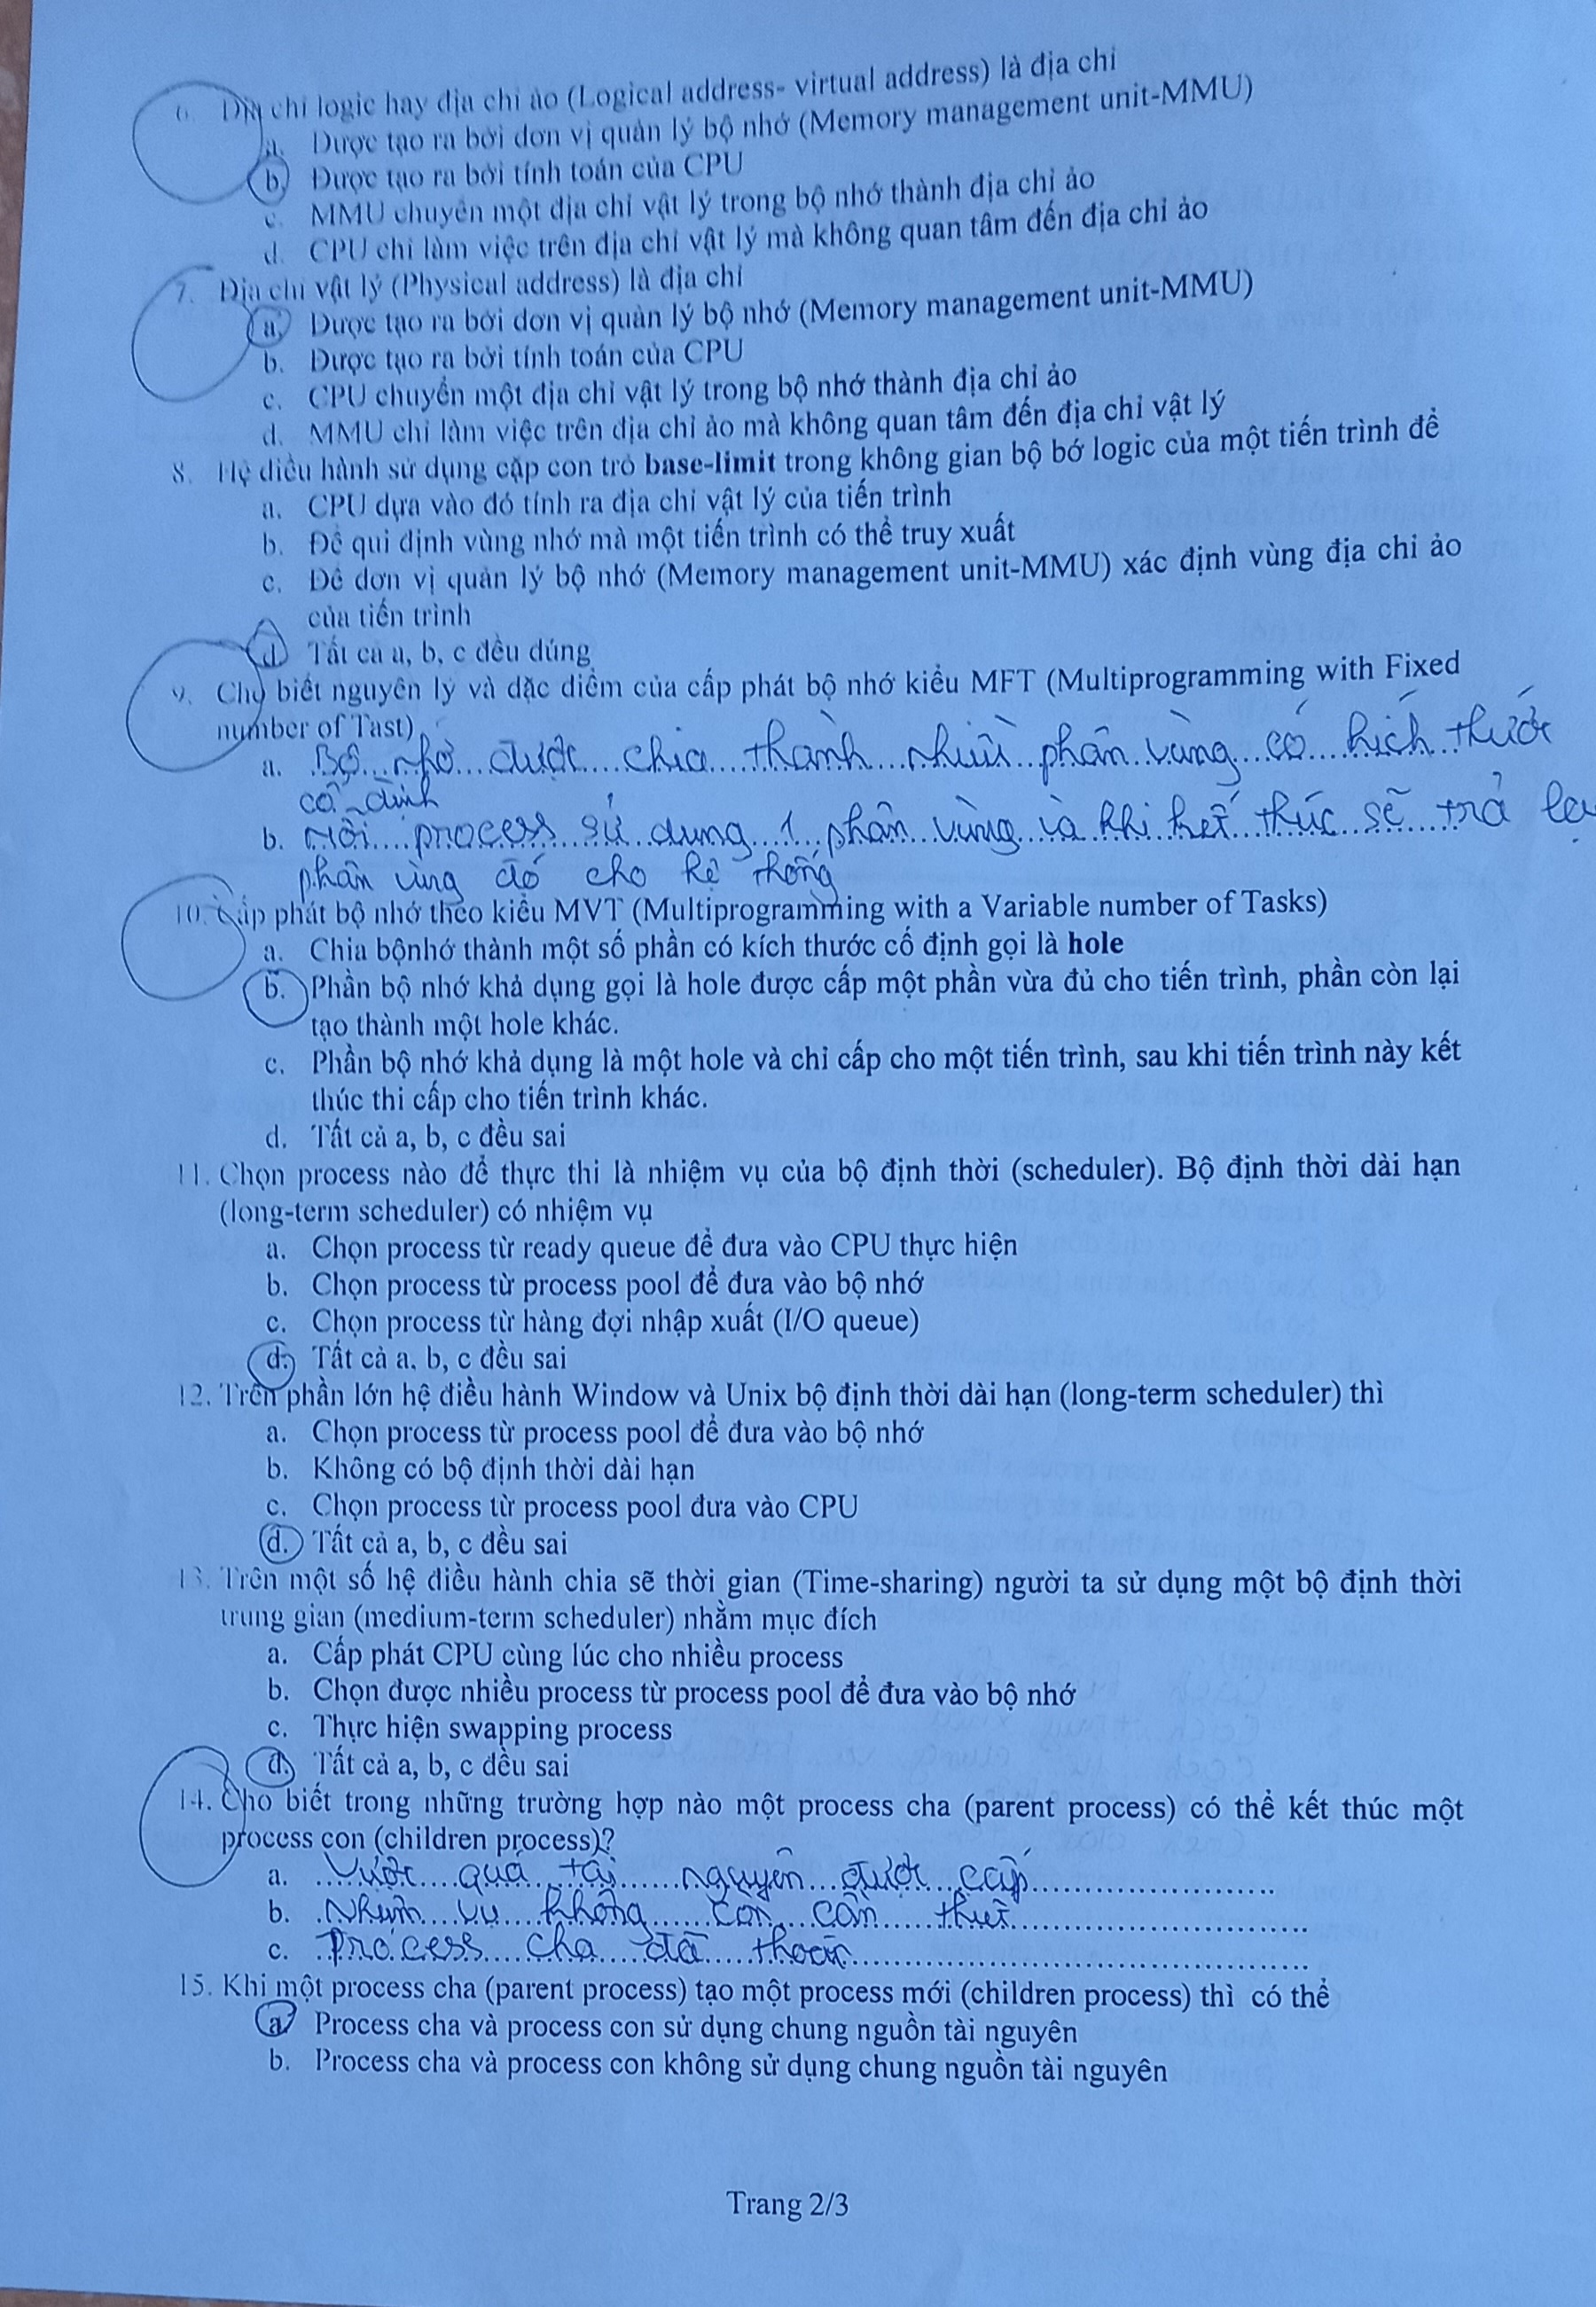 6. Địa chỉ logic hay địa chỉ ảo (Logical address- virtual address) là địa chỉ
a. Được tạo ra bởi đơn vị quản lý bộ nhớ (Memory management unit-MMU)
b. Được tạo ra bởi tính toán của CPU
c. MMU chuyển một địa chỉ vật lý trong bộ nhớ thành địa chỉ ảo
d. CPU chỉ làm việc trên địa chỉ vật lý mà không quan tâm đến địa chỉ ảo
7. Địa chỉ vật lý (Physical address) là địa chỉ
a. Được tạo ra bởi đơn vị quản lý bộ nhớ (Memory management unit-MMU)
b. Được tạo ra bởi tính toán của CPU
c. CPU chuyển một địa chỉ vật lý trong bộ nhớ thành địa chỉ ảo
d. MMU chỉ làm việc trên địa chỉ ảo mà không quan tâm đến địa chỉ vật lý
8. Hệ điều hành sử dụng cặp con trỏ base-limit trong không gian bộ bớ logic của một tiến trình để
a. CPU dựa vào đó tính ra địa chỉ vật lý của tiến trình
b. Để qui định vùng nhớ mà một tiến trình có thể truy xuất
c. Để đơn vị quản lý bộ nhớ (Memory management unit-MMU) xác định vùng địa chỉ ảo
của tiến trình
d. Tất cả a, b, c đều đúng
9. Cho biết nguyên lý và đặc điểm của cấp phát bộ nhớ kiểu MFT (Multiprogramming with Fixed
number of Tast)
a. Bộ nhớ được chia thành nhiều phân vùng có kích thước
cố định
b. Mỗi process sử dụng 1 phân vùng và khi kết thúc sẽ trả lại
phân vùng đó cho hệ thống
10. Cấp phát bộ nhớ theo kiểu MVT (Multiprogramming with a Variable number of Tasks)
a. Chia bộnhớ thành một số phần có kích thước cố định gọi là hole
b. Phần bộ nhớ khả dụng gọi là hole được cấp một phần vừa đủ cho tiến trình, phần còn lại
tạo thành một hole khác.
c. Phần bộ nhớ khả dụng là một hole và chỉ cấp cho một tiến trình, sau khi tiến trình này kết
thúc thi cấp cho tiến trình khác.
d. Tất cả a, b, c đều sai
11. Chọn process nào để thực thi là nhiệm vụ của bộ định thời (scheduler). Bộ định thời dài hạn
(long-term scheduler) có nhiệm vụ
a. Chọn process từ ready queue để đưa vào CPU thực hiện
b. Chọn process từ process pool để đưa vào bộ nhớ
c. Chọn process từ hàng đợi nhập xuất (I/O queue)
d. Tất cả a. b, c đều sai
12. Trên phần lớn hệ điều hành Window và Unix bộ định thời dài hạn (long-term scheduler) thì
a. Chọn process từ process pool để đưa vào bộ nhớ
b. Không có bộ định thời dài hạn
c. Chọn process từ process pool đưa vào CPU
d. Tất cả a, b, c đều sai
13. Trên một số hệ điều hành chia sẽ thời gian (Time-sharing) người ta sử dụng một bộ định thời
trung gian (medium-term scheduler) nhằm mục đích
a. Cấp phát CPU cùng lúc cho nhiều process
b. Chọn được nhiều process từ process pool để đưa vào bộ nhớ
c. Thực hiện swapping process
d. Tất cả a, b, c đều sai
14. Cho biết trong những trường hợp nào một process cha (parent process) có thể kết thúc một
process con (children process)?
a. Vượt quá tài nguyên được cấp
b. Nhiệm vụ không còn cần thiết
c. Process cha đã thoát
15. Khi một process cha (parent process) tạo một process mới (children process) thì có thể
a. Process cha và process con sử dụng chung nguồn tài nguyên
b. Process cha và process con không sử dụng chung nguồn tài nguyên
Trang 2/3